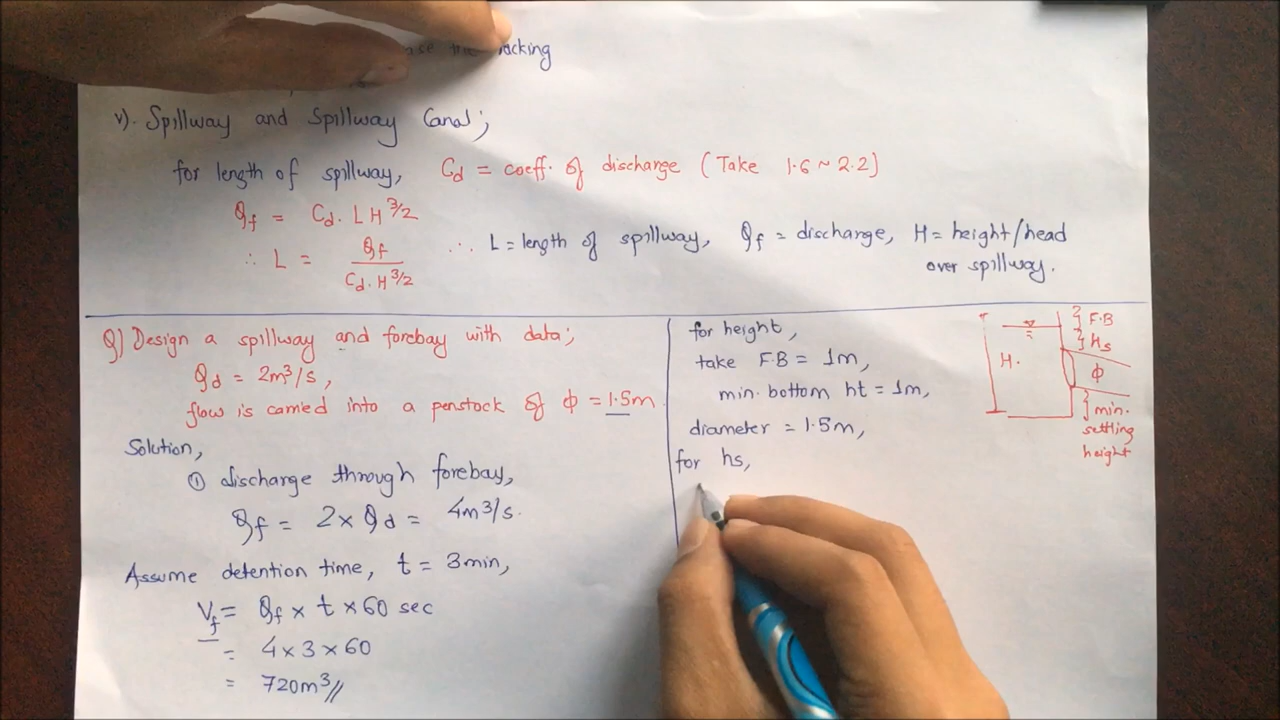 the racking
v). Spillway and Spillway Canal;
for length of spillway, Cd = coeff. of discharge (Take 1.6 ~ 2.2)
Qf = Cd. L H^3/2
∴ L = Qf / Cd. H^3/2 ∴ L = length of spillway, Qf = discharge, H = height/head
over spillway.
Q) Design a spillway and forebay with data;
Qd = 2m³/s,
flow is carried into a penstock of ϕ = 1.5m
Solution,
① discharge through forebay,
Qf = 2 x Qd = 4m³/s.
Assume detention time, t = 3min,
Vf = Qf x t x 60 sec
= 4 x 3 x 60
= 720m³//
for height,
take F.B = 1m,
min. bottom ht = 1m,
diameter = 1.5m,
for hs,
F.B
hs
H.
ϕ
min.
settling
height